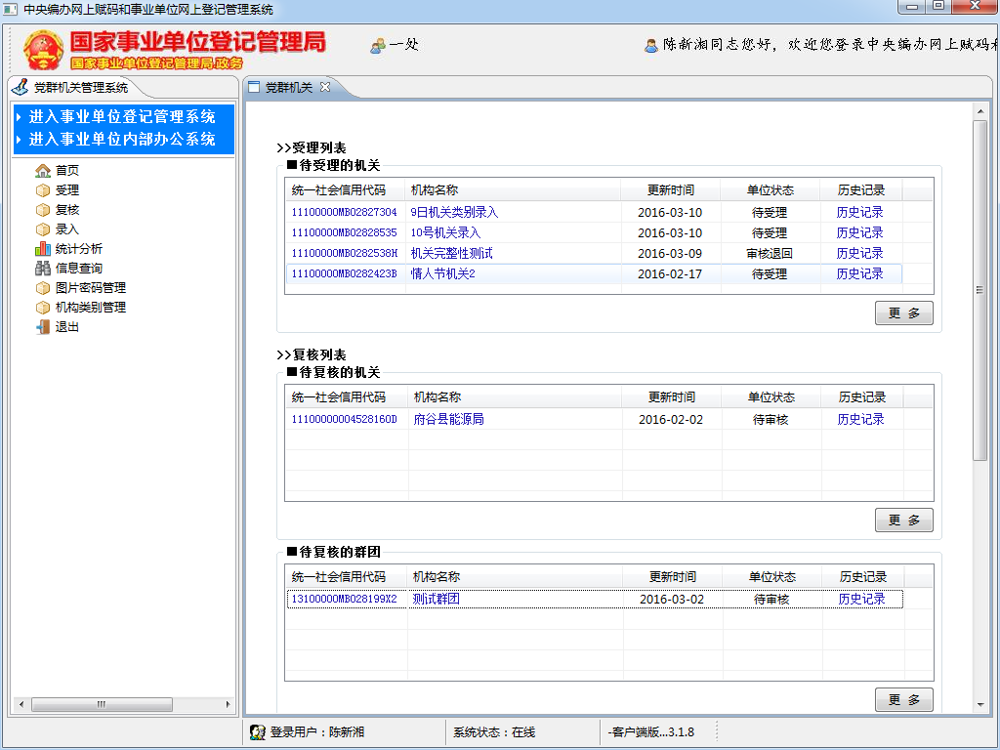 中央编办网上赋码和事业单位网上登记管理系统
国家事业单位登记管理局
国家事业单位登记管理局·政务
一处
陈新湘同志您好，欢迎您登录中央编办网上赋码
党群机关管理系统
进入事业单位登记管理系统
进入事业单位内部办公系统
首页
受理
复核
录入
统计分析
信息查询
图片密码管理
机构类别管理
退出
党群机关
>>受理列表
■待受理的机关
统一社会信用代码 机构名称 更新时间 单位状态 历史记录
11100000MB02827304 9日机关类别录入 2016-03-10 待受理 历史记录
11100000MB02828535 10号机关录入 2016-03-10 待受理 历史记录
11100000MB0282538H 机关完整性测试 2016-03-09 审核退回 历史记录
11100000MB0282423B 情人节机关2 2016-02-17 待受理 历史记录
更 多
>>复核列表
■待复核的机关
统一社会信用代码 机构名称 更新时间 单位状态 历史记录
11100000004528160D 府谷县能源局 2016-02-02 待审核 历史记录
更 多
■待复核的群团
统一社会信用代码 机构名称 更新时间 单位状态 历史记录
13100000MB028199X2 测试群团 2016-03-02 待审核 历史记录
更 多
登录用户：陈新湘
系统状态：在线
-客户端版...3.1.8